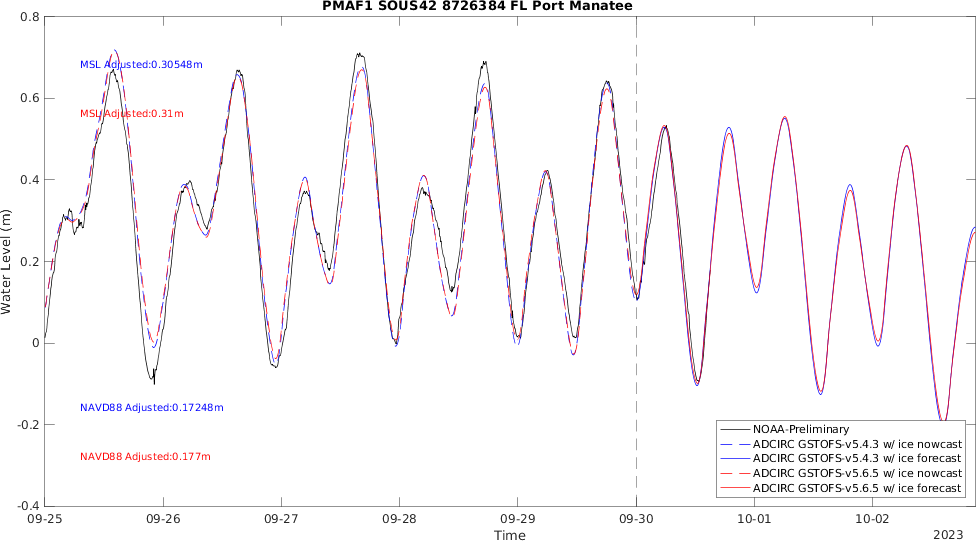 PMAF1 SOUS42 8726384 FL Port Manatee
0.8
0.6
0.4
0.2
0
-0.2
-0.4
Water Level (m)
MSL Adjusted:0.30548m
MSL Adjusted:0.31m
NAVD88 Adjusted:0.17248m
NAVD88 Adjusted:0.177m
NOAA-Preliminary
ADCIRC GSTOFS-v5.4.3 w/ ice nowcast
ADCIRC GSTOFS-v5.4.3 w/ ice forecast
ADCIRC GSTOFS-v5.6.5 w/ ice nowcast
ADCIRC GSTOFS-v5.6.5 w/ ice forecast
09-25 09-26 09-27 09-28 09-29 09-30 10-01 10-02
Time
2023